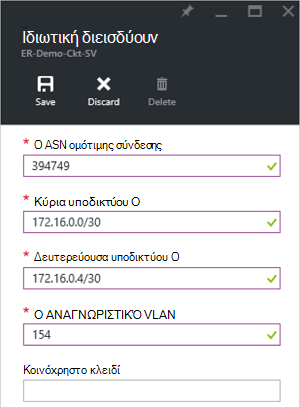 Ιδιωτική διεισδύουν
ER-Demo-Ckt-SV
Save Discard Delete
* Ο ASN ομότιμης σύνδεσης
394749
* Κύρια υποδικτύου Ο
172.16.0.0/30
* Δευτερεύουσα υποδικτύου Ο
172.16.0.4/30
* Ο ΑΝΑΓΝΩΡΙΣΤΙΚΌ VLAN
154
Κοινόχρηστο κλειδί